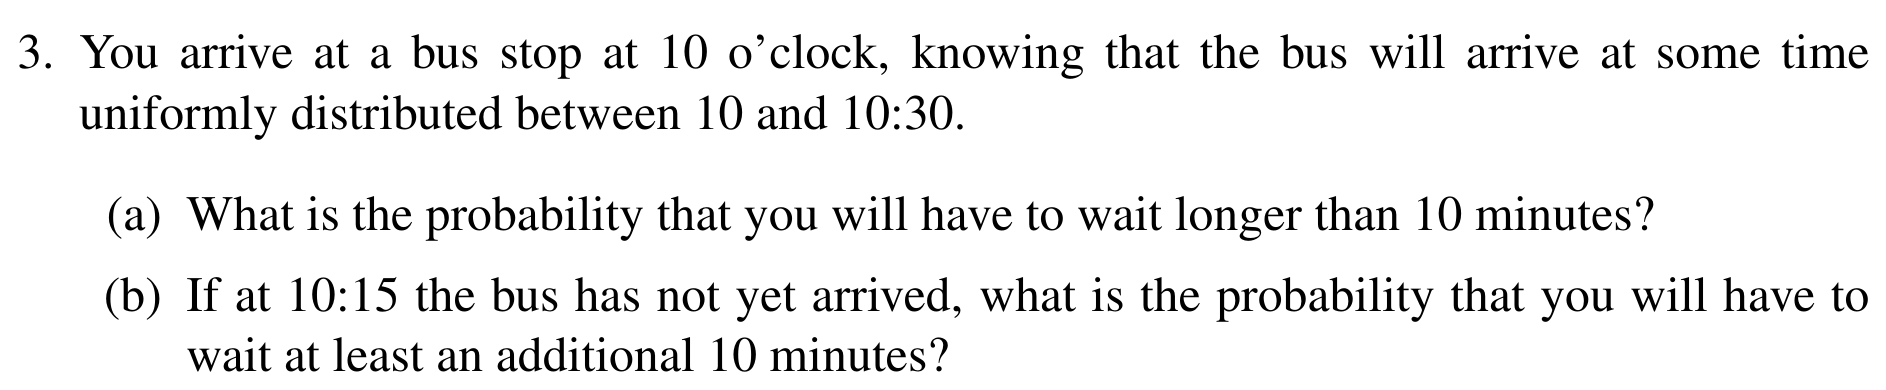 3. You arrive at a bus stop at 10 o’clock, knowing that the bus will arrive at some time
uniformly distributed between 10 and 10:30.
(a) What is the probability that you will have to wait longer than 10 minutes?
(b) If at 10:15 the bus has not yet arrived, what is the probability that you will have to
wait at least an additional 10 minutes?